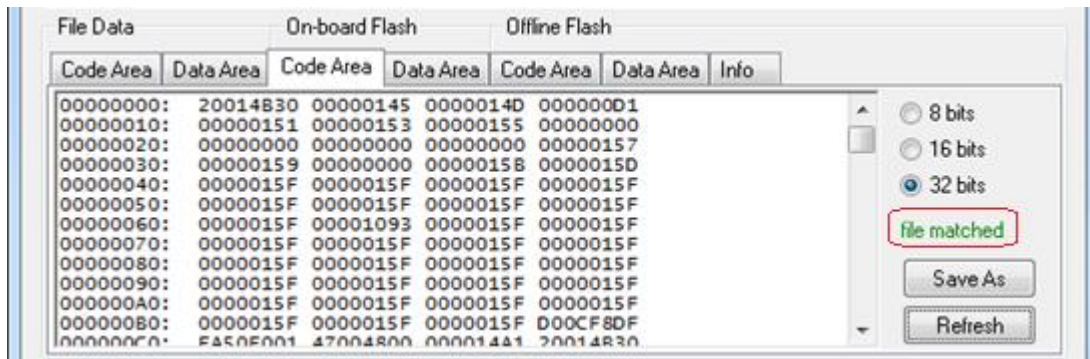 File Data On-board Flash Offline Flash
Code Area Data Area Code Area Data Area Code Area Data Area Info
00000000: 20014B30 00000145 0000014D 000000D1
00000010: 00000151 00000153 00000155 00000000
00000020: 00000000 00000000 00000000 00000157
00000030: 00000159 00000000 0000015B 0000015D
00000040: 0000015F 0000015F 0000015F 0000015F
00000050: 0000015F 0000015F 0000015F 0000015F
00000060: 0000015F 00001093 0000015F 0000015F
00000070: 0000015F 0000015F 0000015F 0000015F
00000080: 0000015F 0000015F 0000015F 0000015F
00000090: 0000015F 0000015F 0000015F 0000015F
000000A0: 0000015F 0000015F 0000015F 0000015F
000000B0: 0000015F 0000015F 0000015F D00CF8DF
000000C0: 47004800 000014A1 20014B30
8 bits
16 bits
32 bits
file matched
Save As
Refresh